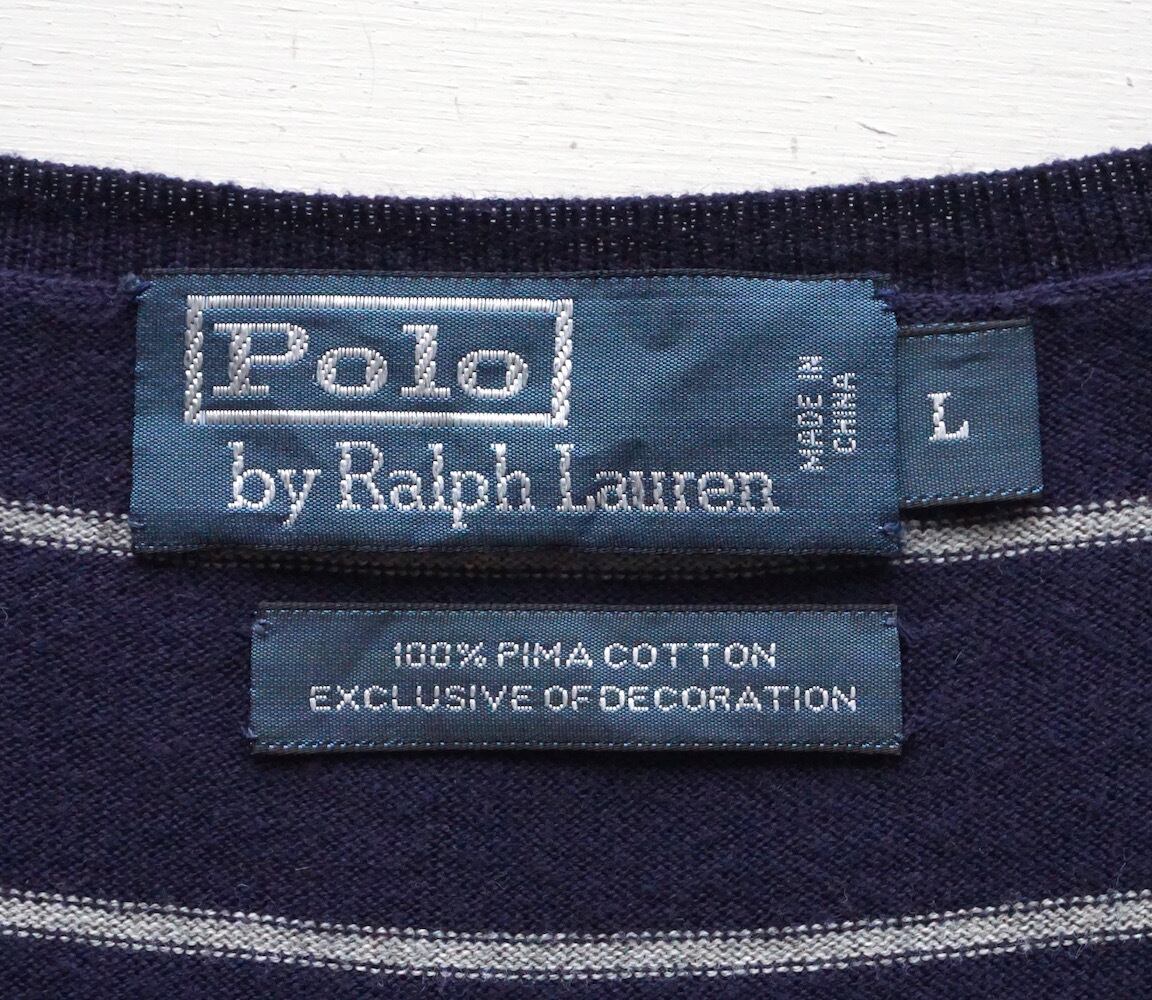 Polo
by Ralph Lauren
MADE IN
CHINA
L
100% PIMA COTTON
EXCLUSIVE OF DECORATION